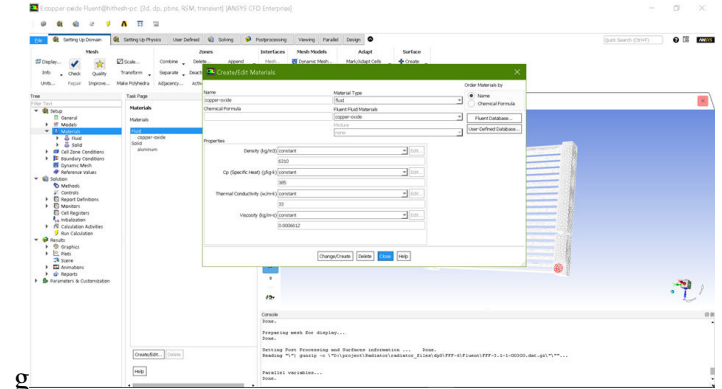 Ectopper oxide Fluent@hithesh-pc [3d, dp, pbns, RSM, transient] [ANSYS CFD Enterprise]
File Setting Up Domain Setting Up Physics User Defined Solving Postprocessing Viewing Parallel Design Quick Search (Ctrl+F) ANSYS
Mesh Zones Interfaces Mesh Models Adapt Surface
Display... Scale... Combine Delete... Append Mesh... Dynamic Mesh... Mark/Adapt Cells Create
Info Check Quality Transform Separate
Units... Repair Improve... Make Polyhedra Adjacency...
Tree Task Page
Filter Text
Setup
General
Models
Materials
Fluid
Solid
Cell Zone Conditions
Boundary Conditions
Dynamic Mesh
Reference Values
Solution
Methods
Controls
Report Definitions
Monitors
Cell Registers
Initialization
Calculation Activities
Run Calculation
Results
Graphics
Plots
Scene
Animations
Reports
Parameters & Customization
Materials
Materials
Fluid
copper-oxide
Solid
aluminum
Create/Edit... Delete
Help
Create/Edit Materials
Name Material Type Order Materials by
copper-oxide fluid Name
Chemical Formula Fluent Fluid Materials Chemical Formula
copper-oxide Fluent Database...
Mixture User-Defined Database...
none
Properties
Density (kg/m3) constant Edit...
6310
Cp (Specific Heat) (j/kg-k) constant Edit...
385
Thermal Conductivity (w/m-k) constant Edit...
33
Viscosity (kg/m-s) constant Edit...
0.0006612
Change/Create Delete Close Help
Console
Done.
Preparing mesh for display...
Done.
Setting Post Processing and Surfaces information ... Done.
Parallel variables...
Done.
g